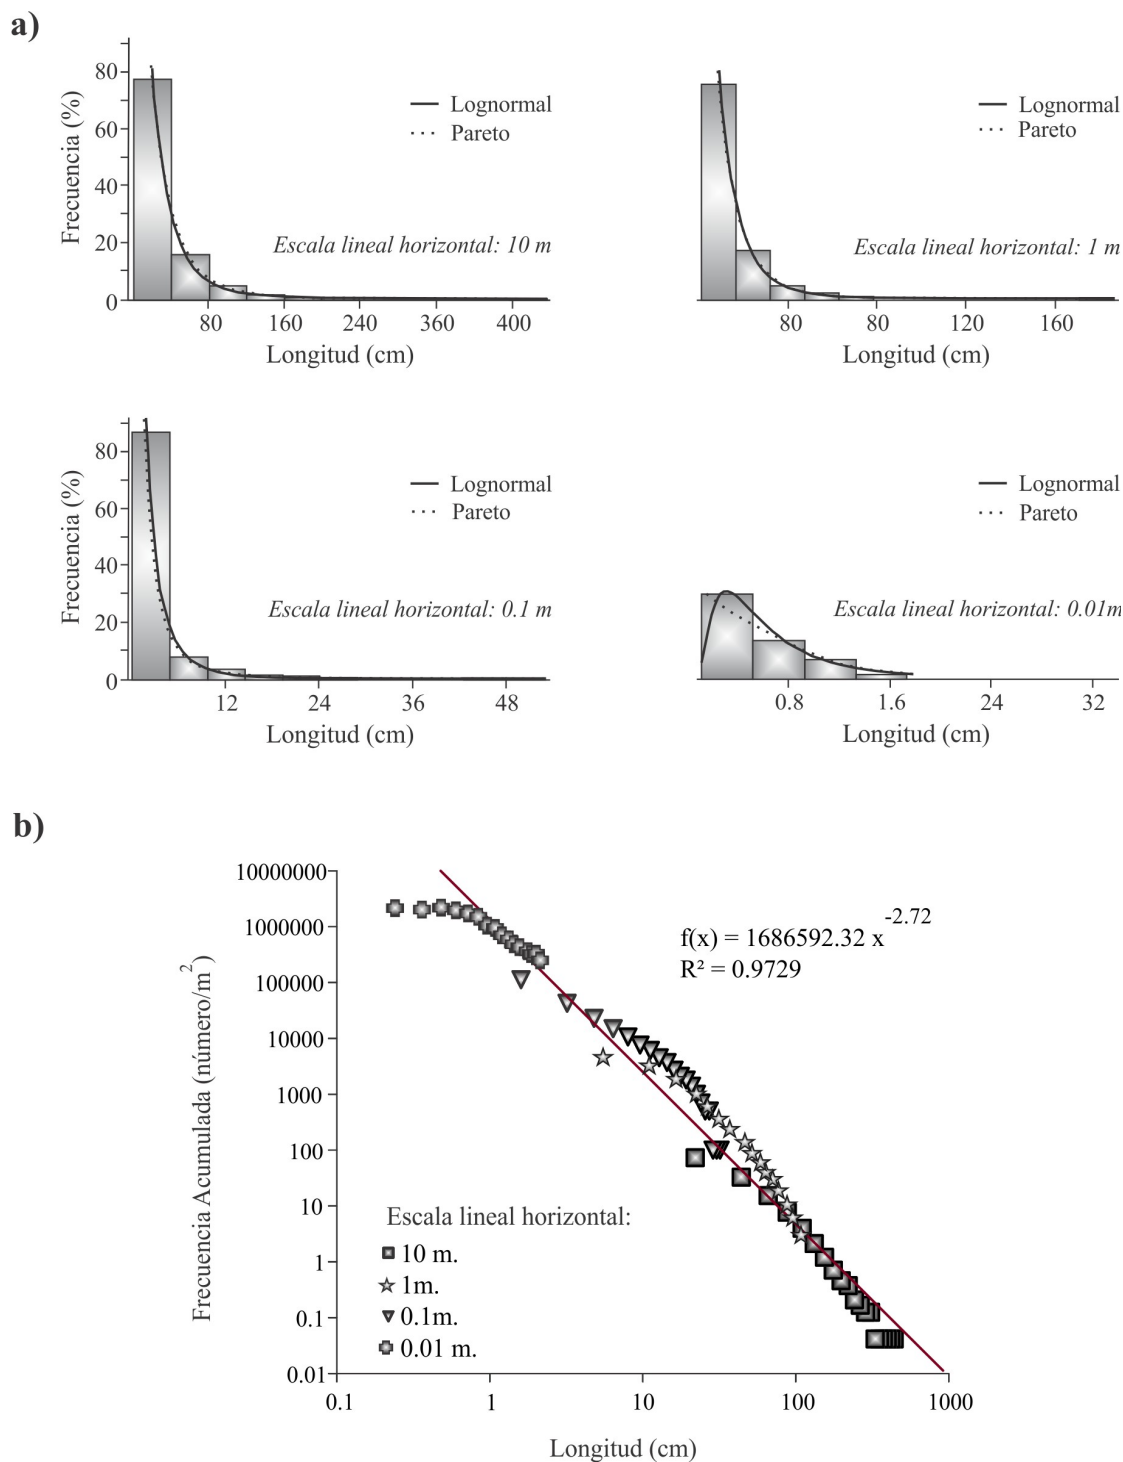 a)
Frecuencia (%)
80
60
40
20
0
Lognormal
Pareto
Escala lineal horizontal: 10 m
80 160 240 360 400
Longitud (cm)
Lognormal
Pareto
Escala lineal horizontal: 1 m
80 80 120 160
Longitud (cm)
Frecuencia (%)
80
60
40
20
0
Lognormal
Pareto
Escala lineal horizontal: 0.1 m
12 24 36 48
Longitud (cm)
Lognormal
Pareto
Escala lineal horizontal: 0.01m
0.8 1.6 24 32
Longitud (cm)
b)
Frecuencia Acumulada (número/m²)
10000000
1000000
100000
10000
1000
100
10
1
0.1
0.01
f(x) = 1686592.32 x^-2.72
R² = 0.9729
Escala lineal horizontal:
10 m.
1m.
0.1m.
0.01 m.
0.1 1 10 100 1000
Longitud (cm)